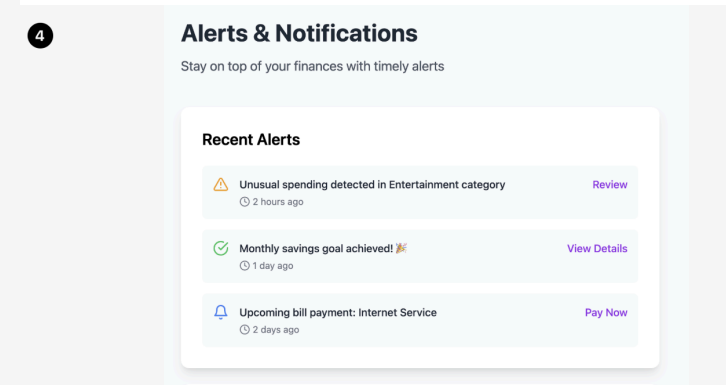 4
Alerts & Notifications
Stay on top of your finances with timely alerts
Recent Alerts
Unusual spending detected in Entertainment category Review
2 hours ago
Monthly savings goal achieved! 🎉 View Details
1 day ago
Upcoming bill payment: Internet Service Pay Now
2 days ago